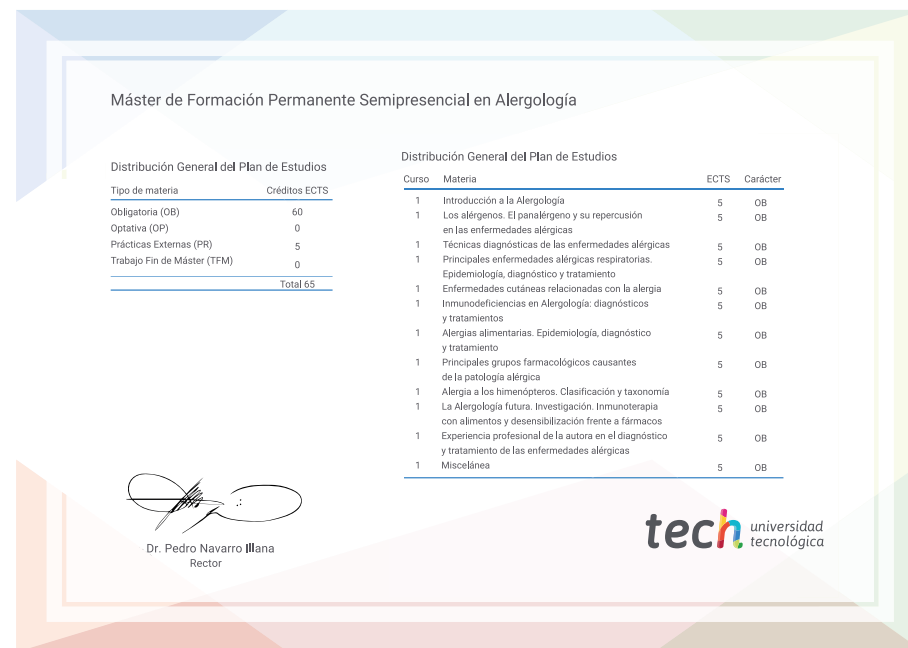 Máster de Formación Permanente Semipresencial en Alergología
Distribución General del Plan de Estudios
Tipo de materia Créditos ECTS
Obligatoria (OB) 60
Optativa (OP) 0
Prácticas Externas (PR) 5
Trabajo Fin de Máster (TFM) 0
Total 65
Distribución General del Plan de Estudios
Curso Materia ECTS Carácter
1 Introducción a la Alergología 5 OB
1 Los alérgenos. El panalérgeno y su repercusión 5 OB
en las enfermedades alérgicas
1 Técnicas diagnósticas de las enfermedades alérgicas 5 OB
1 Principales enfermedades alérgicas respiratorias. 5 OB
Epidemiología, diagnóstico y tratamiento
1 Enfermedades cutáneas relacionadas con la alergia 5 OB
1 Inmunodeficiencias en Alergología: diagnósticos 5 OB
y tratamientos
1 Alergias alimentarias. Epidemiología, diagnóstico 5 OB
y tratamiento
1 Principales grupos farmacológicos causantes 5 OB
de la patología alérgica
1 Alergia a los himenópteros. Clasificación y taxonomía 5 OB
1 La Alergología futura. Investigación. Inmunoterapia 5 OB
con alimentos y desensibilización frente a fármacos
1 Experiencia profesional de la autora en el diagnóstico 5 OB
y tratamiento de las enfermedades alérgicas
1 Miscelánea 5 OB
Dr. Pedro Navarro Illana
Rector
tech universidad
tecnológica